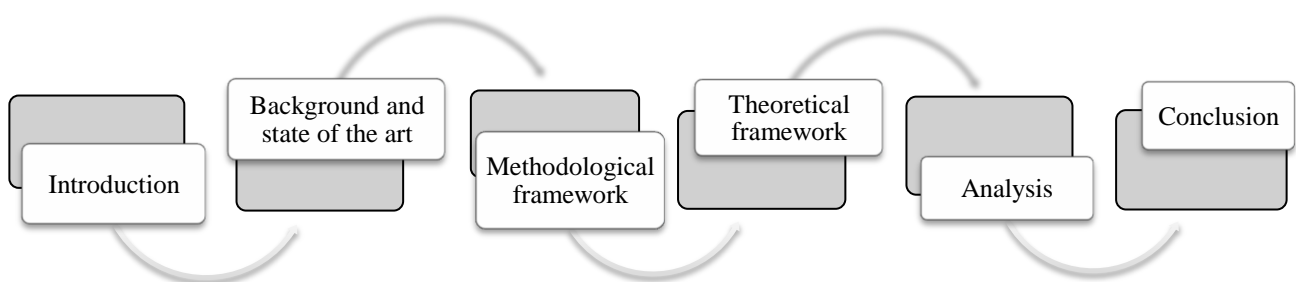 Introduction
Background and
state of the art
Methodological
framework
Theoretical
framework
Analysis
Conclusion